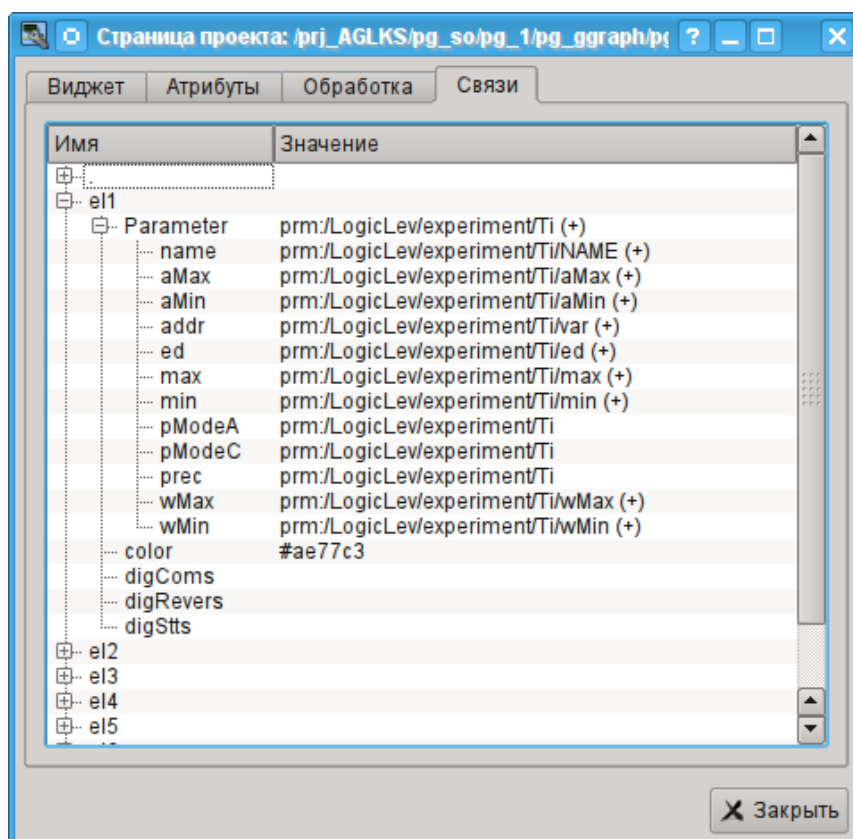 Страница проекта: /prj_AGLKS/pg_so/pg_1/pg_ggraph/pg
Виджет Атрибуты Обработка Связи
Имя Значение
.
el1
Parameter prm:/LogicLev/experiment/Ti (+)
name prm:/LogicLev/experiment/Ti/NAME (+)
aMax prm:/LogicLev/experiment/Ti/aMax (+)
aMin prm:/LogicLev/experiment/Ti/aMin (+)
addr prm:/LogicLev/experiment/Ti/var (+)
ed prm:/LogicLev/experiment/Ti/ed (+)
max prm:/LogicLev/experiment/Ti/max (+)
min prm:/LogicLev/experiment/Ti/min (+)
pModeA prm:/LogicLev/experiment/Ti
pModeC prm:/LogicLev/experiment/Ti
prec prm:/LogicLev/experiment/Ti
wMax prm:/LogicLev/experiment/Ti/wMax (+)
wMin prm:/LogicLev/experiment/Ti/wMin (+)
color #ae77c3
digComs
digRevers
digStts
el2
el3
el4
el5
Закрыть